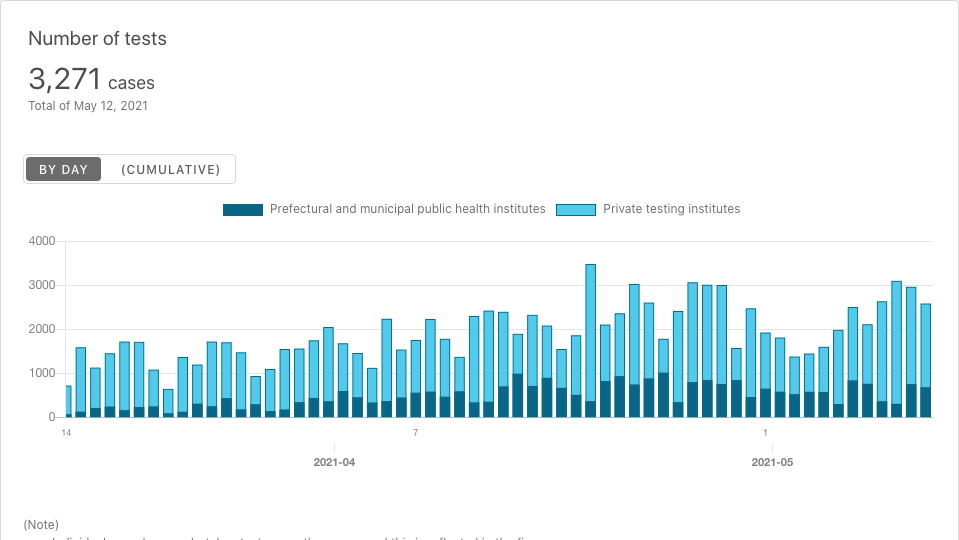 Number of tests
3,271 cases
Total of May 12, 2021
BY DAY (CUMULATIVE)
Prefectural and municipal public health institutes Private testing institutes
4000
3000
2000
1000
0
14 7 1
2021-04 2021-05
(Note)